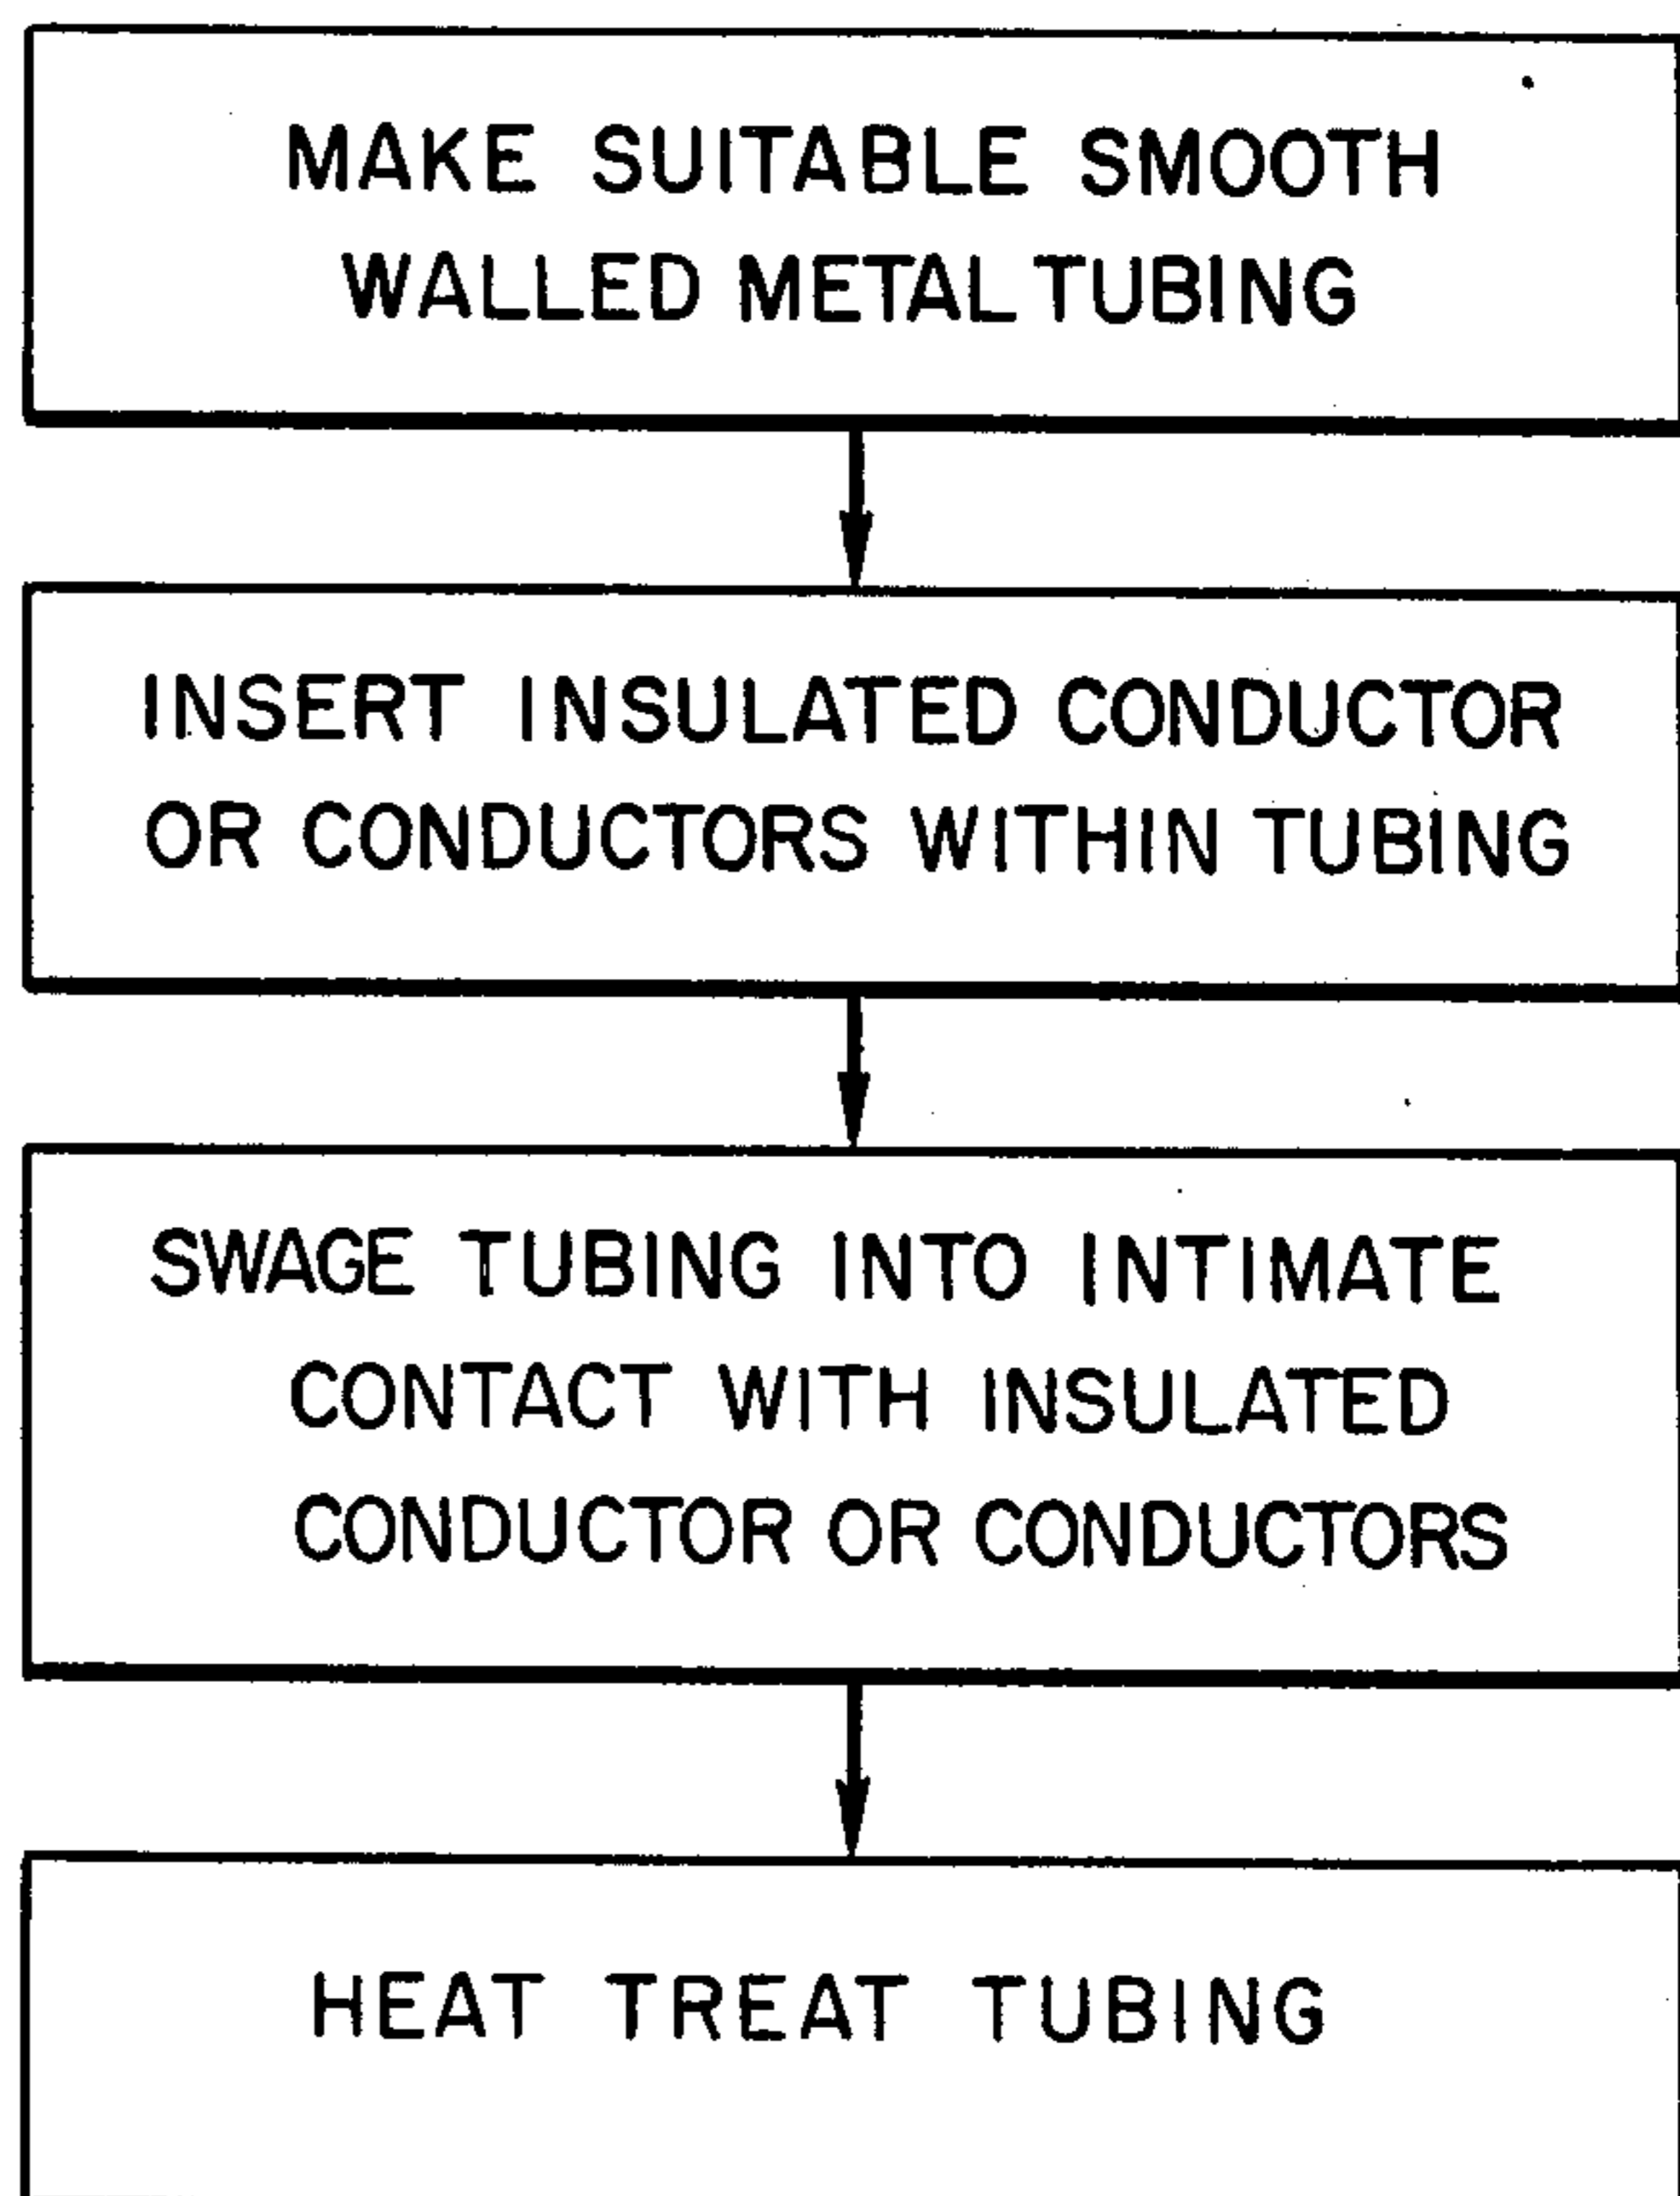 MAKE SUITABLE SMOOTH
WALLED METAL TUBING
INSERT INSULATED CONDUCTOR
OR CONDUCTORS WITHIN TUBING
SWAGE TUBING INTO INTIMATE
CONTACT WITH INSULATED
CONDUCTOR OR CONDUCTORS
HEAT TREAT TUBING